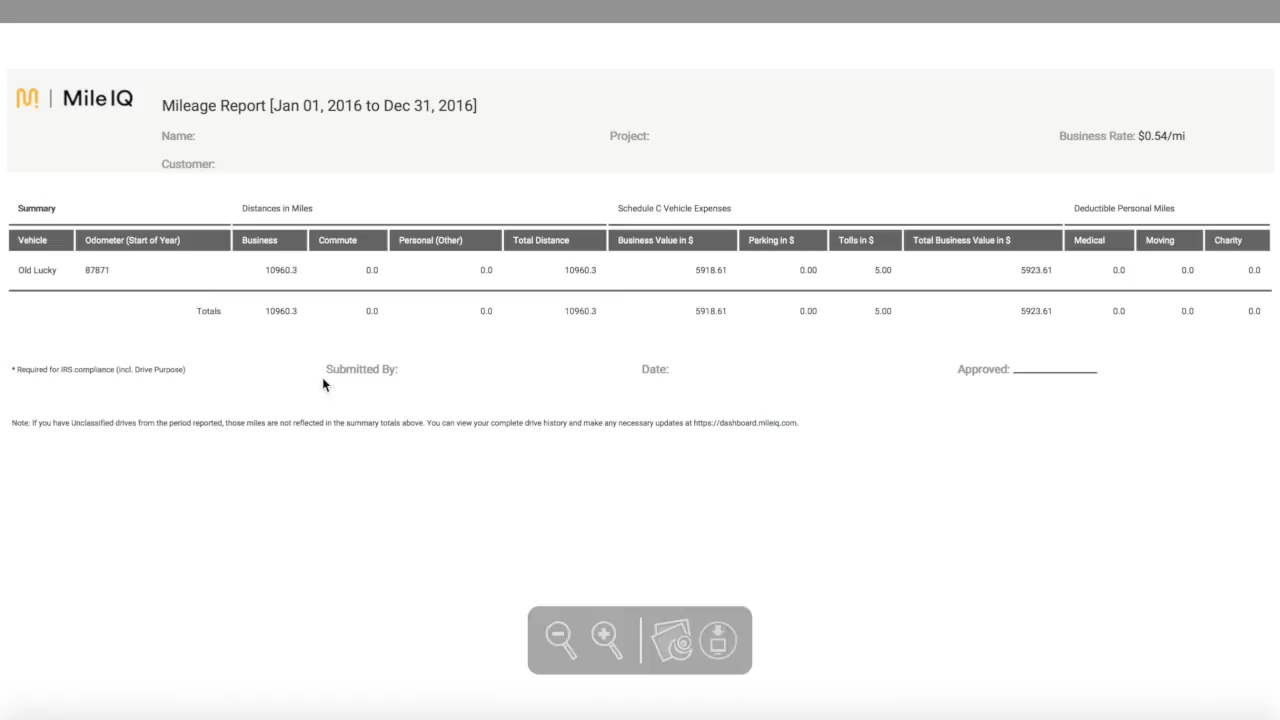 Mile IQ
Mileage Report [Jan 01, 2016 to Dec 31, 2016]
Name: Project: Business Rate: $0.54/mi
Customer:
Summary Distances in Miles Schedule C Vehicle Expenses Deductible Personal Miles
Vehicle Odometer (Start of Year) Business Commute Personal (Other) Total Distance Business Value in $ Parking in $ Tolls in $ Total Business Value in $ Medical Moving Charity
Old Lucky 87871 10960.3 0.0 0.0 10960.3 5918.61 0.00 5.00 5923.61 0.0 0.0 0.0
Totals 10960.3 0.0 0.0 10960.3 5918.61 0.00 5.00 5923.61 0.0 0.0 0.0
* Required for IRS compliance (incl. Drive Purpose) Submitted By: Date: Approved:
Note: If you have Unclassified drives from the period reported, those miles are not reflected in the summary totals above. You can view your complete drive history and make any necessary updates at https://dashboard.mileiq.com.